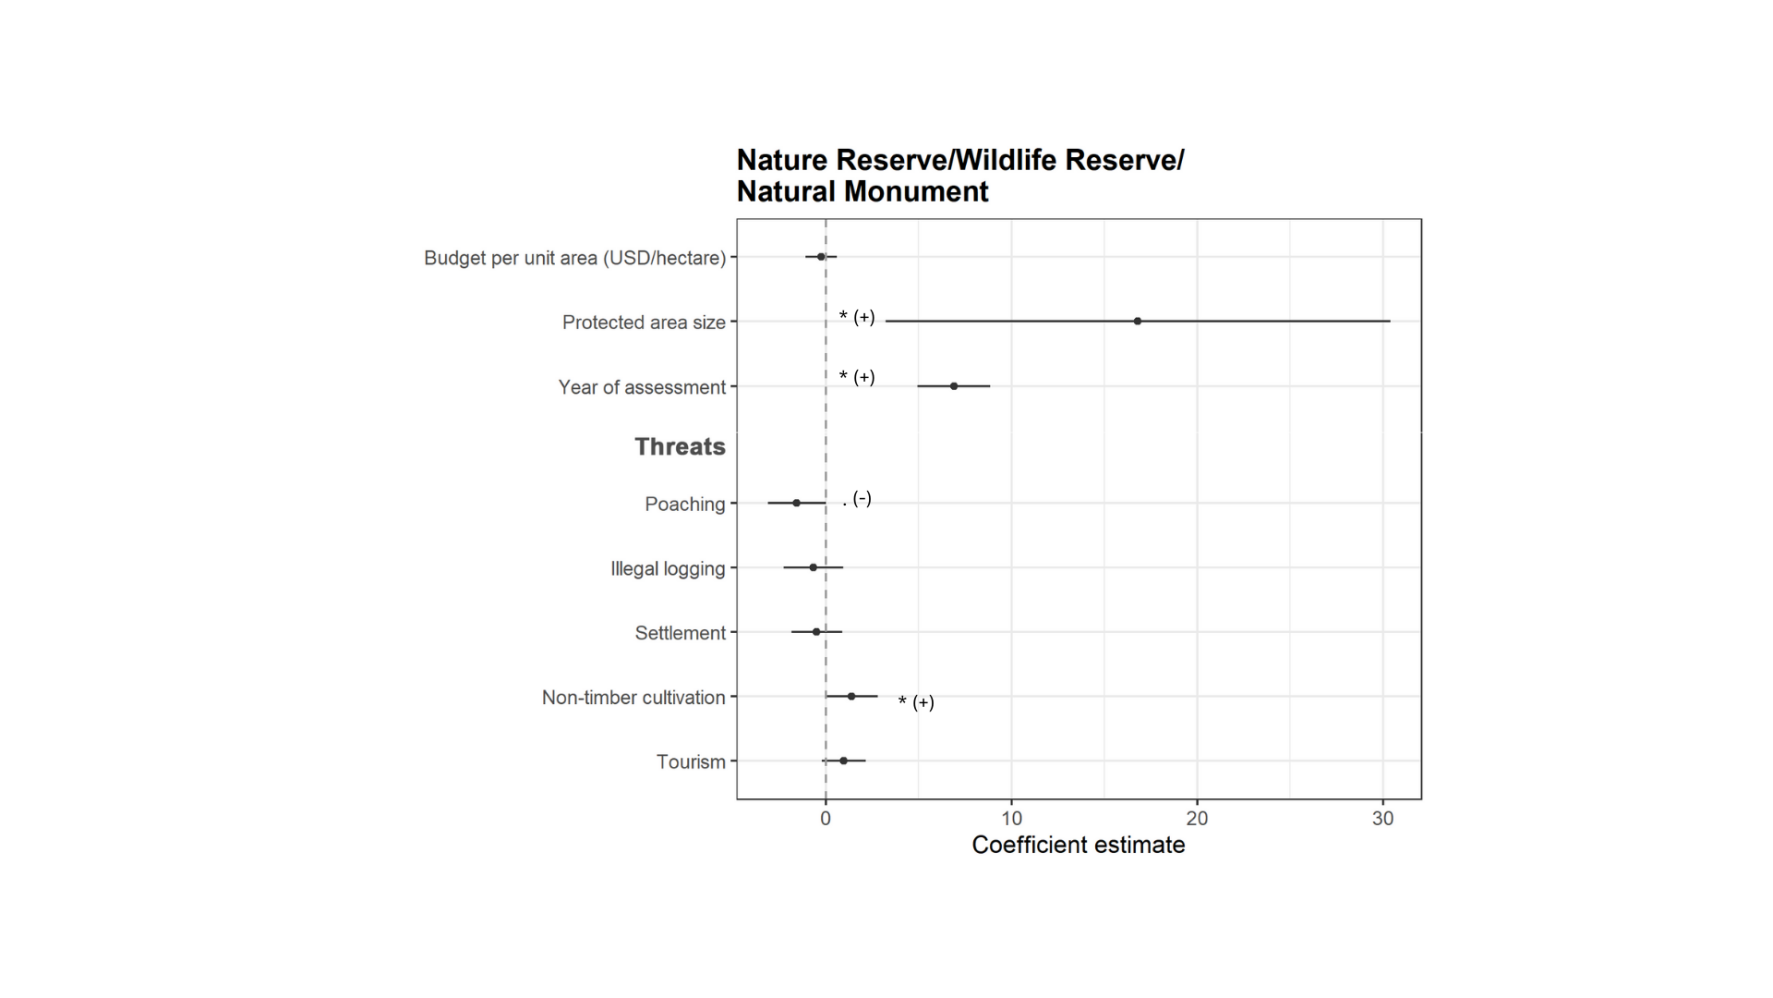 Nature Reserve/Wildlife Reserve/
Natural Monument
Budget per unit area (USD/hectare)
Protected area size
* (+)
Year of assessment
* (+)
Threats
Poaching
. (-)
Illegal logging
Settlement
Non-timber cultivation
* (+)
Tourism
0 10 20 30
Coefficient estimate